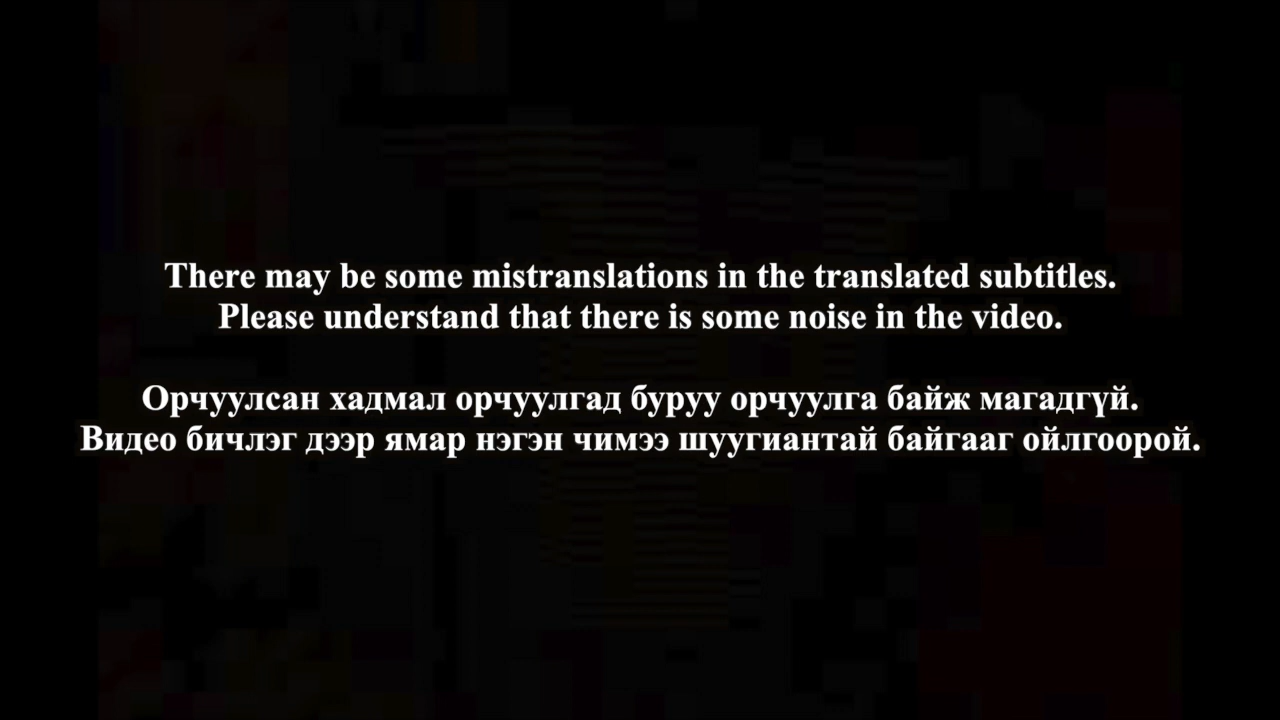 There may be some mistranslations in the translated subtitles.
Please understand that there is some noise in the video.
Орчуулсан хадмал орчуулгад буруу орчуулга байж магадгүй.
Видео бичлэг дээр ямар нэгэн чимээ шуугиантай байгааг ойлгоорой.